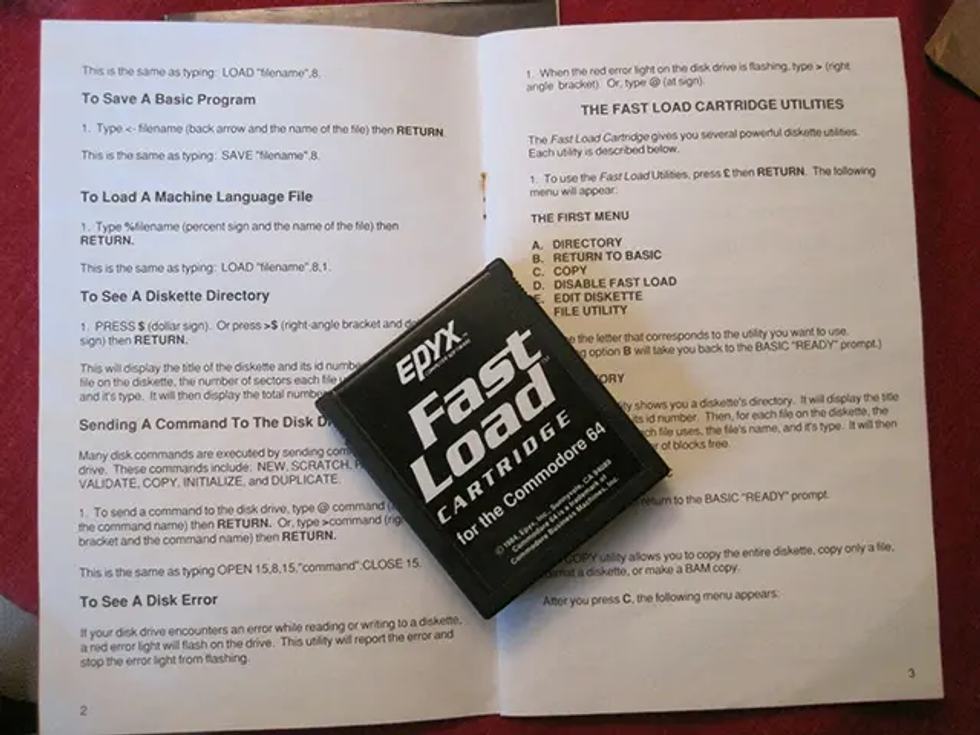 This is the same as typing: LOAD "filename",8.
To Save A Basic Program
1. Type <- filename (back arrow and the name of the file) then RETURN.
This is the same as typing: SAVE "filename",8.
To Load A Machine Language File
1. Type %filename (percent sign and the name of the file) then
RETURN.
This is the same as typing: LOAD "filename",8,1.
To See A Diskette Directory
1. PRESS $ (dollar sign). Or press >$ (right-angle bracket and
sign) then RETURN.
This will display the title of the diskette and its id
file on the diskette, the number of sectors each file
and it's type. It will then display the total
Sending A Command To The Disk
Many disk commands are executed by sending
drive. These commands include: NEW, SCRATCH,
VALIDATE, COPY, INITIALIZE, and DUPLICATE.
1. To send a command to the disk drive, type @ command
the command name) then RETURN. Or, type >command
bracket and the command name) then RETURN.
This is the same as typing OPEN 15,8,15,"command":CLOSE 15.
To See A Disk Error
If your disk drive encounters an error while reading or writing to a diskette,
a red error light will flash on the drive. This utility will report the error and
stop the error light from flashing.
2
1. When the red error light on the disk drive is flashing, type > (right
angle bracket). Or, type @ (at sign).
THE FAST LOAD CARTRIDGE UTILITIES
The Fast Load Cartridge gives you several powerful diskette utilities.
Each utility is described below.
1. To use the Fast Load Utilities, press £ then RETURN. The following
menu will appear:
THE FIRST MENU
A. DIRECTORY
B. RETURN TO BASIC
C. COPY
D. DISABLE FAST LOAD
E. EDIT DISKETTE
FILE UTILITY
the letter that corresponds to the utility you want to use.
option B will take you back to the BASIC "READY" prompt.)
shows you a diskette's directory. It will display the title
its id number. Then, for each file on the diskette, the
file uses, the file's name, and it's type. It will then
of blocks free.
return to the BASIC "READY" prompt.
COPY utility allows you to copy the entire diskette, copy only a file,
a diskette, or make a BAM copy.
After you press C, the following menu appears:
3
EPYX™
COMPUTER SOFTWARE
Fast
Load™
CARTRIDGE
for the Commodore 64
©1984, Epyx, Inc., Sunnyvale, CA 94089
Commodore 64 is a trademark of
Commodore Business Machines, Inc.